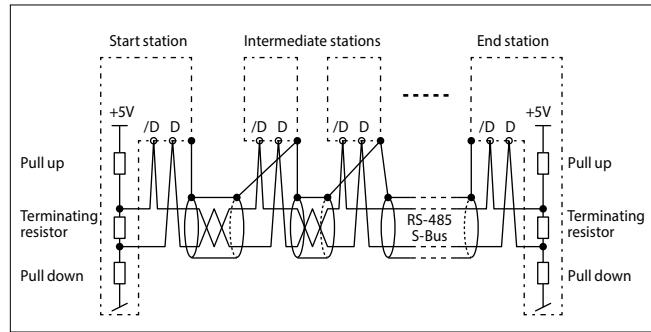 Start station
Intermediate stations
End station
+5V
/D D
/D D
/D D
/D D
+5V
Pull up
Pull up
Terminating
resistor
RS-485
S-Bus
Terminating
resistor
Pull down
Pull down